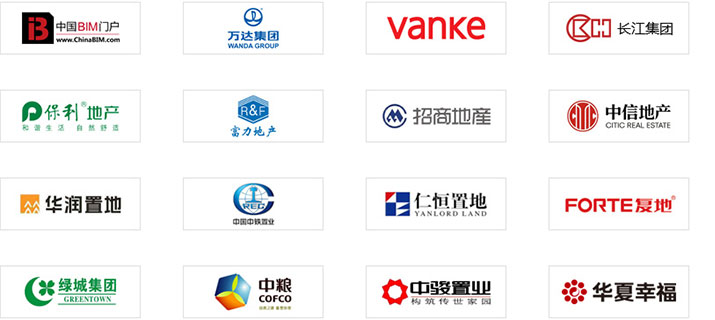 中国BIM门户
www.ChinaBIM.com
万达集团
WANDA GROUP
vanke
长江集团
保利®地产
和谐生活 自然舒适
R&F
富力地产
招商地產
中信地产
CITIC REAL ESTATE
华润置地
CREC
中国中铁置业
仁恒置地
YANLORD LAND
FORTE复地®
绿城集团
GREENTOWN
中粮
COFCO
中骏置业
构筑传世家园
华夏幸福